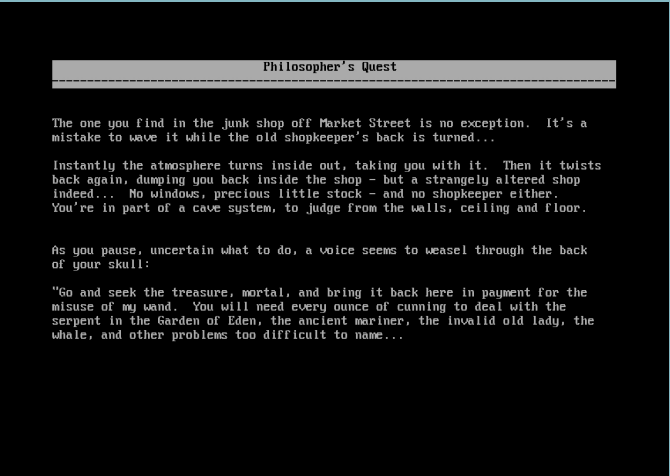 Philosopher's Quest
The one you find in the junk shop off Market Street is no exception.  It's a
mistake to wave it while the old shopkeeper's back is turned...
Instantly the atmosphere turns inside out, taking you with it.  Then it twists
back again, dumping you back inside the shop - but a strangely altered shop
indeed...  No windows, precious little stock - and no shopkeeper either.
You're in part of a cave system, to judge from the walls, ceiling and floor.
As you pause, uncertain what to do, a voice seems to weasel through the back
of your skull:
"Go and seek the treasure, mortal, and bring it back here in payment for the
misuse of my wand.  You will need every ounce of cunning to deal with the
serpent in the Garden of Eden, the ancient mariner, the invalid old lady, the
whale, and other problems too difficult to name...